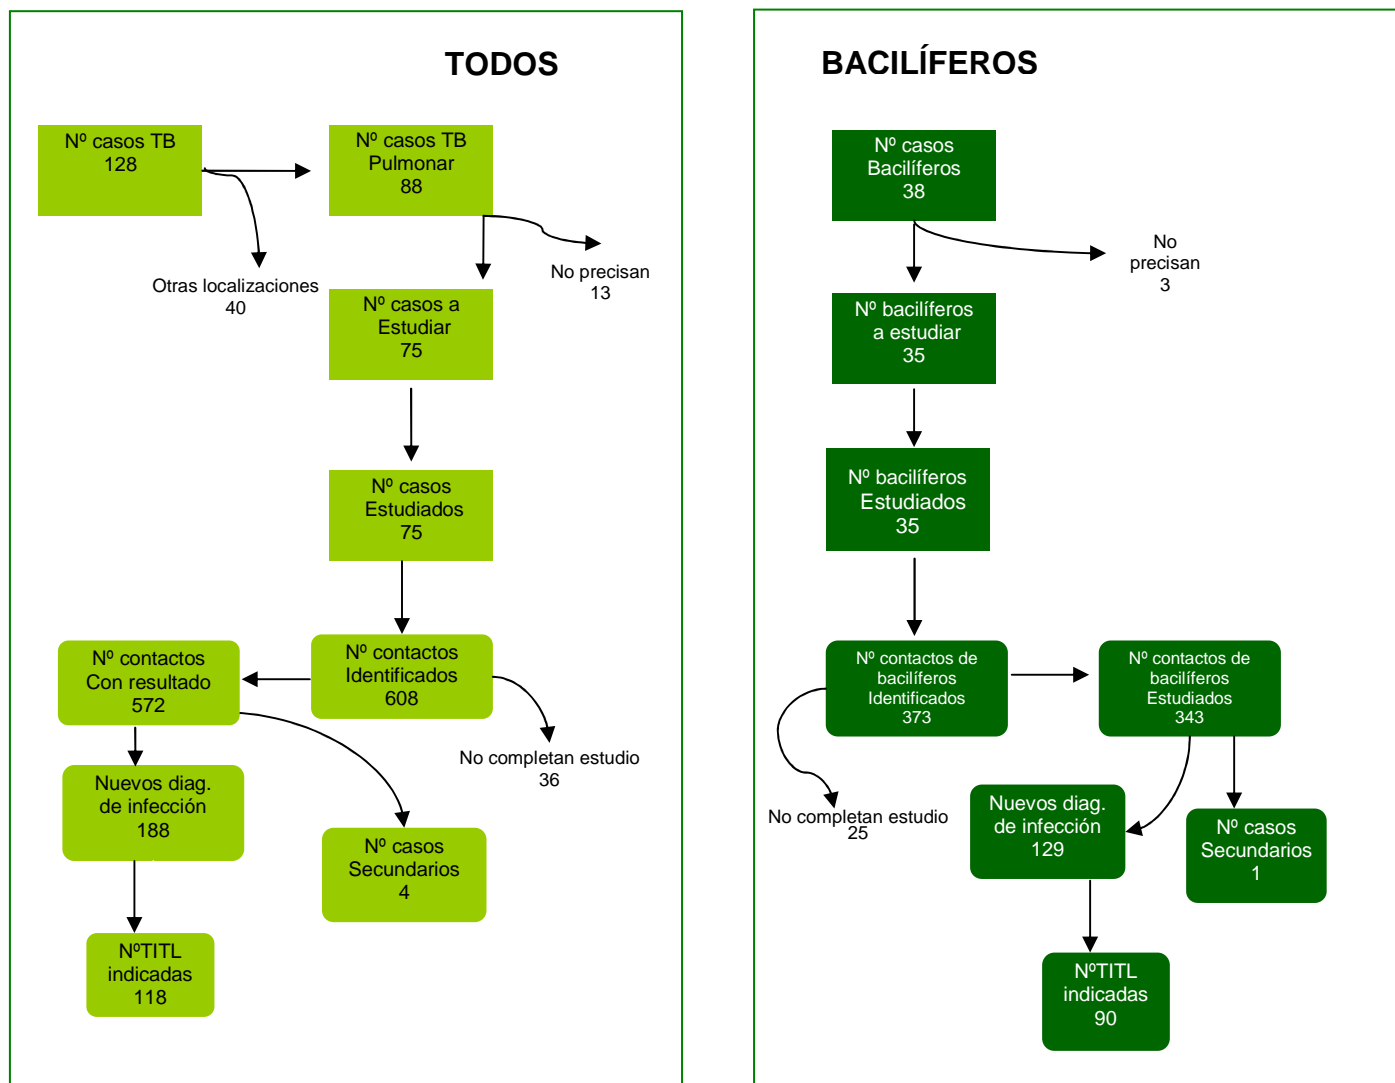 TODOS
Nº casos TB
128
Nº casos TB
Pulmonar
88
Otras localizaciones
40
No precisan
13
Nº casos a
Estudiar
75
Nº casos
Estudiados
75
Nº contactos
Con resultado
572
Nº contactos
Identificados
608
No completan estudio
36
Nuevos diag.
de infección
188
Nº casos
Secundarios
4
NºTITL
indicadas
118
BACILÍFEROS
Nº casos
Bacilíferos
38
No
precisan
3
Nº bacilíferos
a estudiar
35
Nº bacilíferos
Estudiados
35
Nº contactos de
bacilíferos
Identificados
373
Nº contactos de
bacilíferos
Estudiados
343
No completan estudio
25
Nuevos diag.
de infección
129
Nº casos
Secundarios
1
NºTITL
indicadas
90